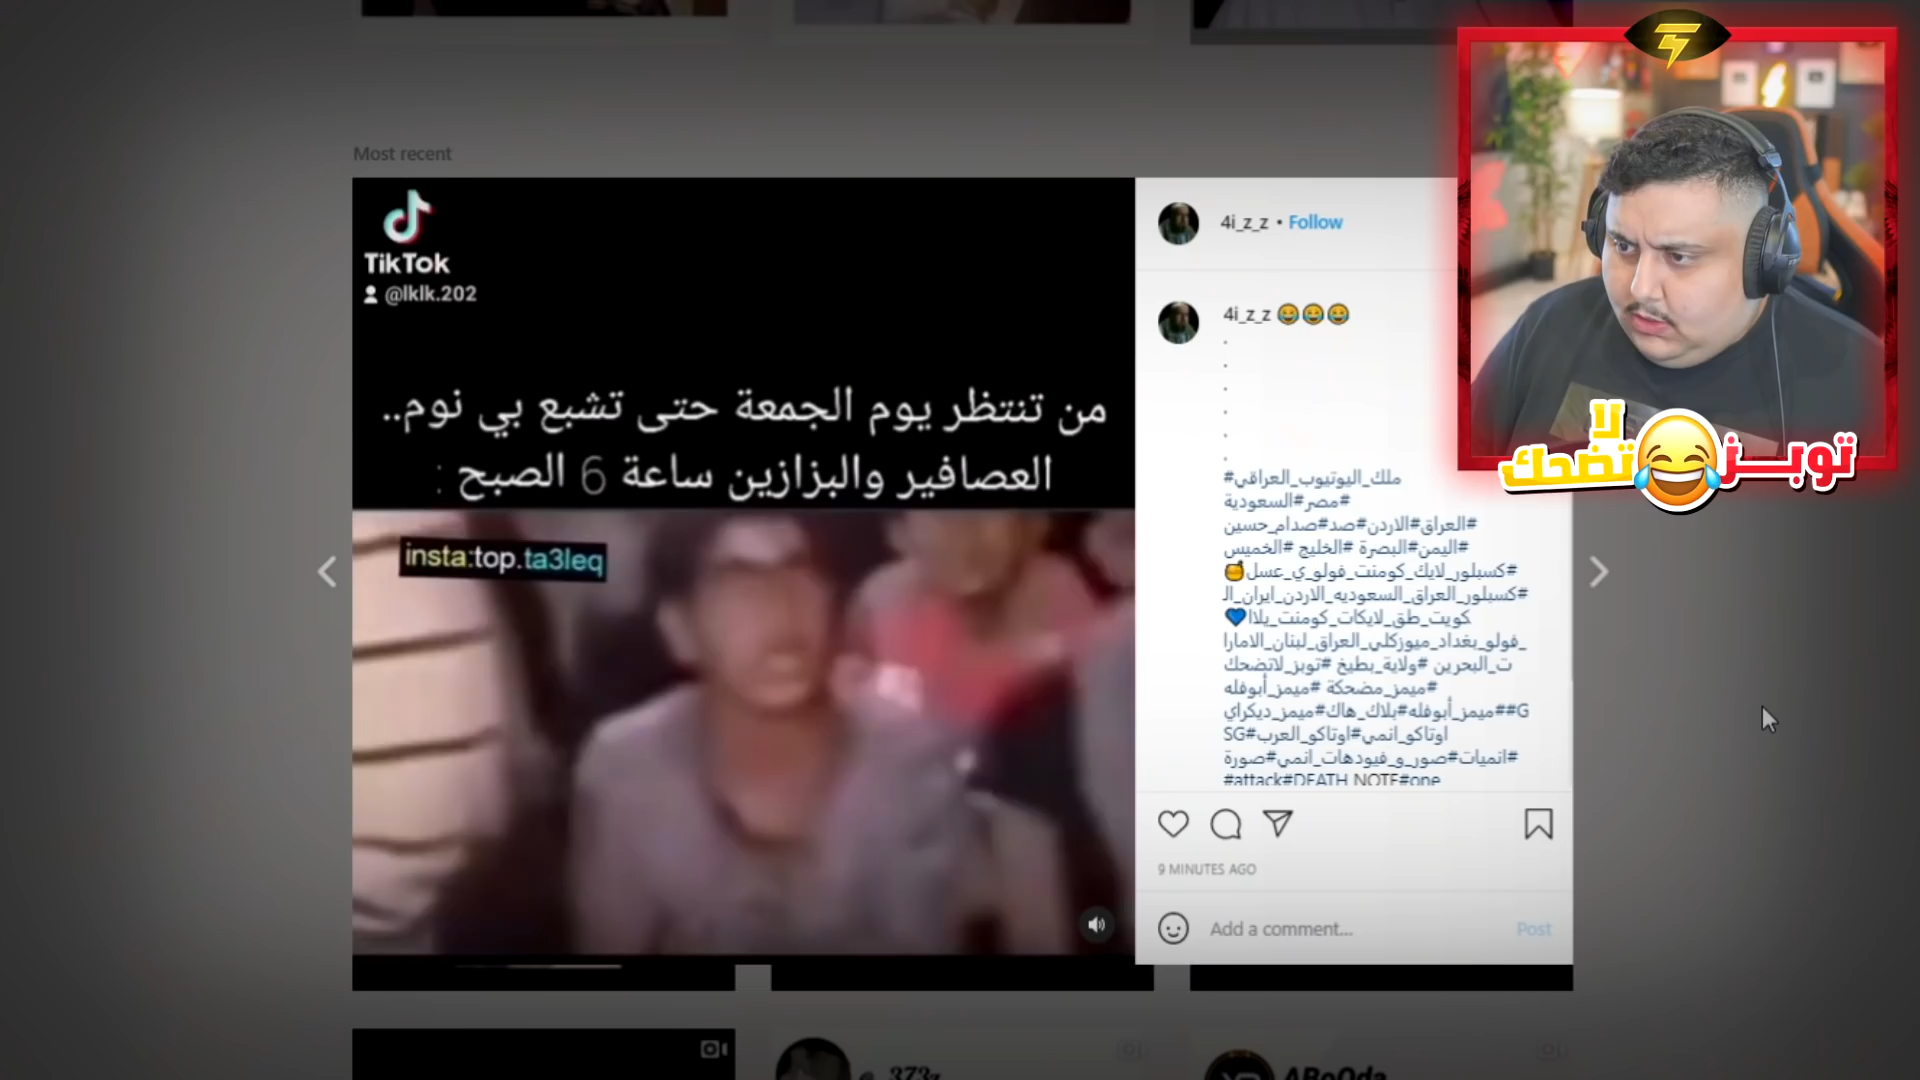 Most recent
TikTok
@lklk.202
من تنتظر يوم الجمعة حتى تشبع بي نوم..
العصافير والبزازين ساعة 6 الصبح :
insta:top.ta3leq
4i_z_z • Follow
4i_z_z 😂😂😂
.
.
.
.
.
.
#ملك_اليوتيوب_العراقي
#مصر#السعودية
#العراق#الاردن#صد#صدام_حسين
#اليمن#البصرة #الخليج #الخميس
#كسبلور_لايك_كومنت_فولو_ي_عسل🍯
#كسبلور_العراق_السعوديه_الاردن_ايران_ال
كويت_طق_لايكات_كومنت_يلاا💙
_فولو_بغداد_ميوزكلي_العراق_لبنان_الامارا
ت_البحرين #ولاية_بطيخ #توبز_لاتضحك
#ميمز_مضحكة #ميمز_أبوفله
#ميمز_أبوفله#بلاك_هاك#ميمز_ديكراي#G
SG#اوتاكو_انمي#اوتاكو_العرب
#انميات#صور_و_فيودهات_انمي#صورة
#attack#DEATH NOTE#one
9 MINUTES AGO
Add a comment...
Post
توبز لا تضحك
373z
ABoOda